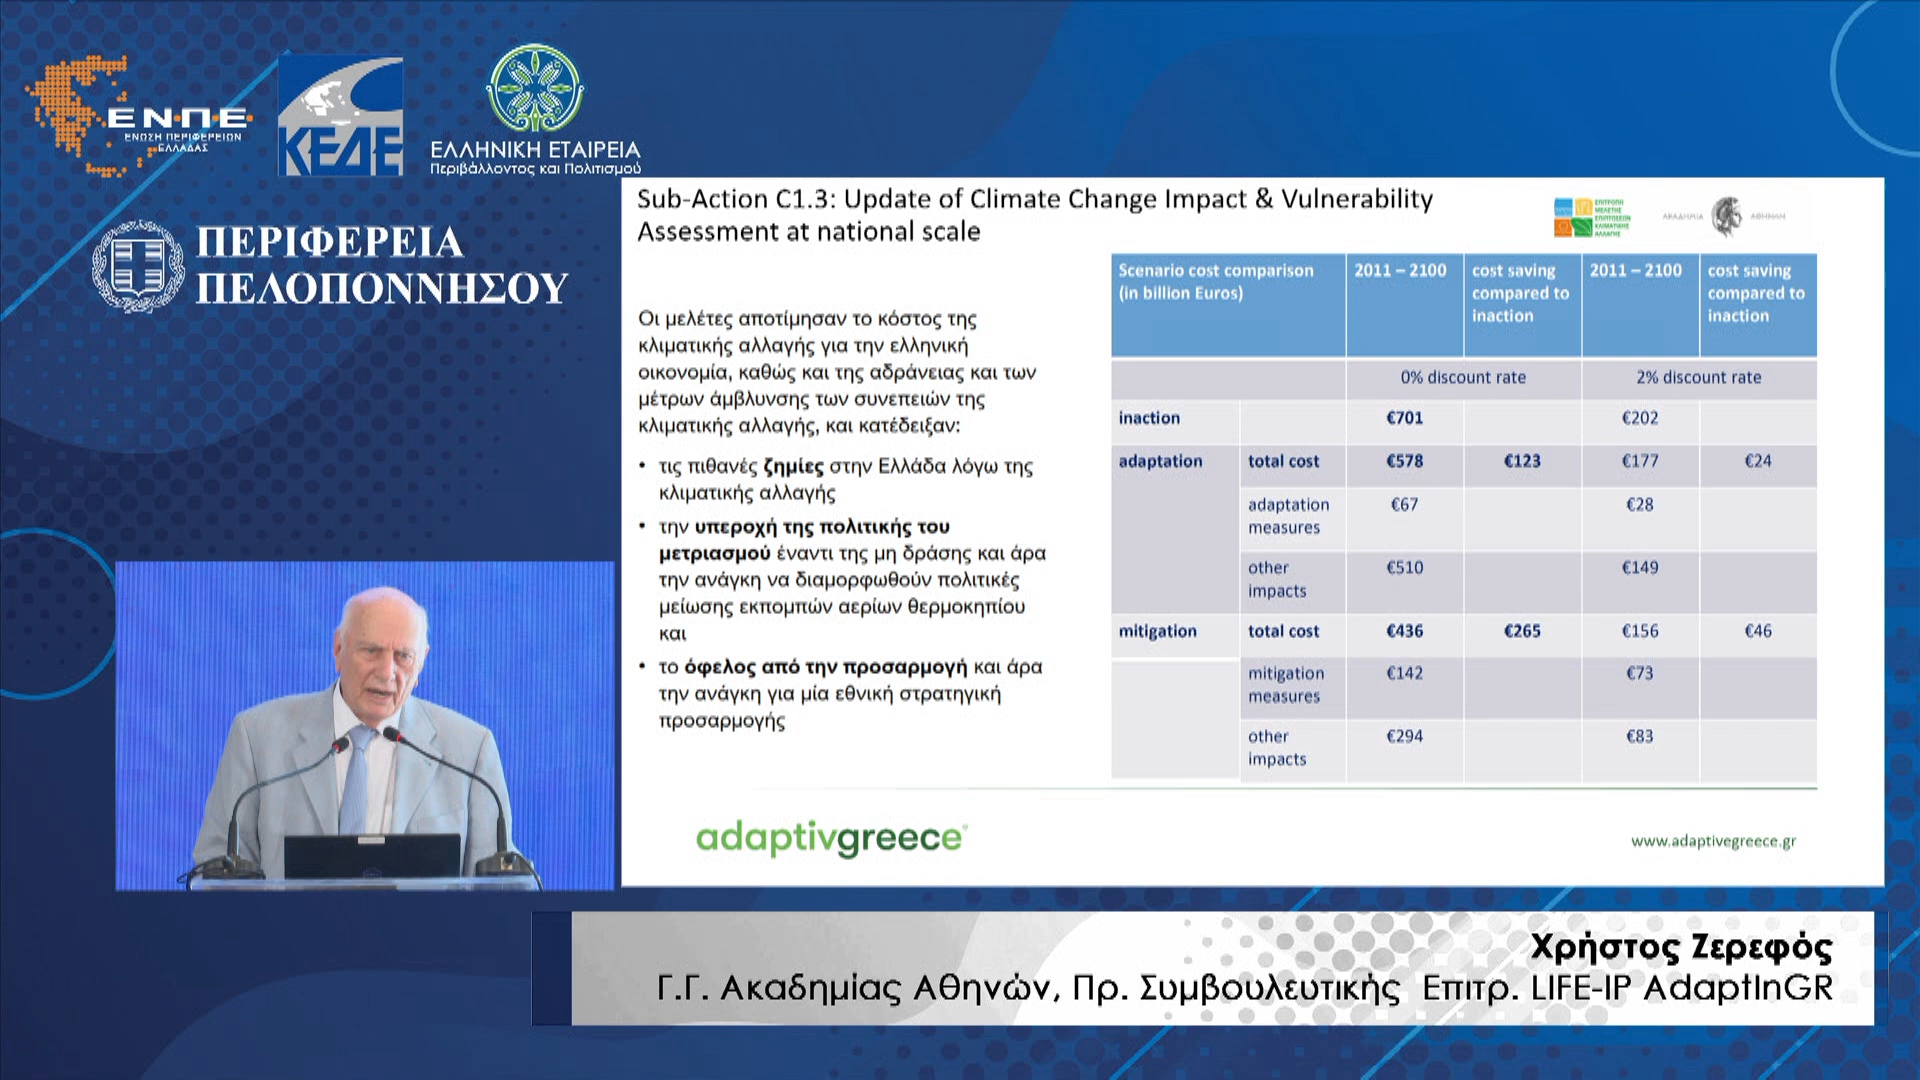 ΕΝΠΕ
ΕΝΩΣΗ ΠΕΡΙΦΕΡΕΙΩΝ
ΕΛΛΑΔΑΣ
ΚΕΔΕ
ΕΛΛΗΝΙΚΗ ΕΤΑΙΡΕΙΑ
Περιβάλλοντος και Πολιτισμού
ΠΕΡΙΦΕΡΕΙΑ
ΠΕΛΟΠΟΝΝΗΣΟΥ
Sub-Action C1.3: Update of Climate Change Impact & Vulnerability
Assessment at national scale
ΕΠΙΤΡΟΠΗ
ΜΕΛΕΤΗΣ
ΕΠΙΠΤΩΣΕΩΝ
ΚΛΙΜΑΤΙΚΗΣ
ΑΛΛΑΓΗΣ
ΑΚΑΔΗΜΙΑ ΑΘΗΝΩΝ
Οι μελέτες αποτίμησαν το κόστος της
κλιματικής αλλαγής για την ελληνική
οικονομία, καθώς και της αδράνειας και των
μέτρων άμβλυνσης των συνεπειών της
κλιματικής αλλαγής, και κατέδειξαν:
• τις πιθανές ζημίες στην Ελλάδα λόγω της
κλιματικής αλλαγής
• την υπεροχή της πολιτικής του
μετριασμού έναντι της μη δράσης και άρα
την ανάγκη να διαμορφωθούν πολιτικές
μείωσης εκπομπών αερίων θερμοκηπίου
και
• το όφελος από την προσαρμογή και άρα
την ανάγκη για μία εθνική στρατηγική
προσαρμογής
Scenario cost comparison (in billion Euros) 2011 – 2100 cost saving compared to inaction 2011 – 2100 cost saving compared to inaction
0% discount rate 2% discount rate
inaction €701 €202
adaptation total cost €578 €123 €177 €24
adaptation measures €67 €28
other impacts €510 €149
mitigation total cost €436 €265 €156 €46
mitigation measures €142 €73
other impacts €294 €83
adaptivgreece
www.adaptivegreece.gr
Χρήστος Ζερεφός
Γ.Γ. Ακαδημίας Αθηνών, Πρ. Συμβουλευτικής Επιτρ. LIFE-IP AdaptInGR